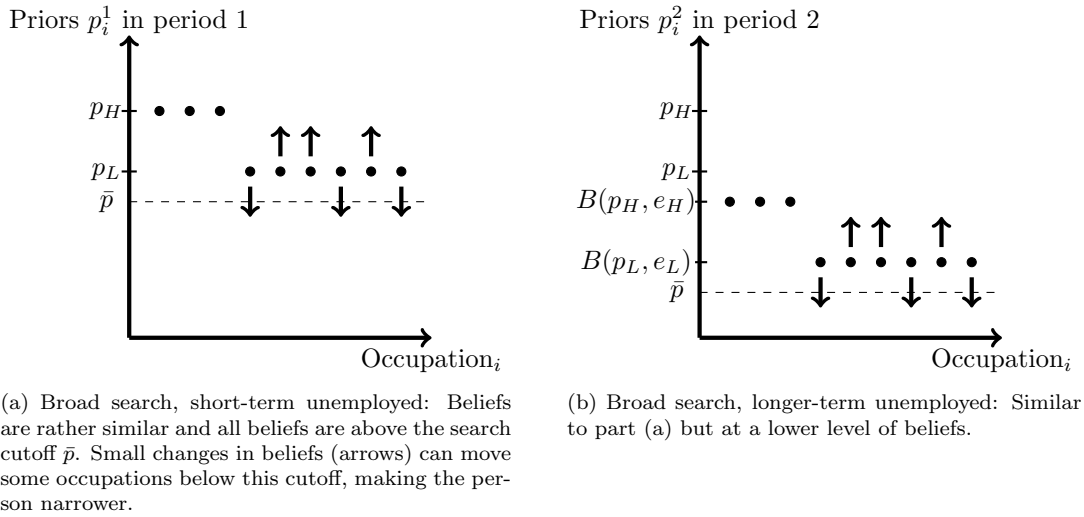 Priors $p_i^1$ in period 1
$p_H$
$p_L$
$\bar{p}$
Occupation$_i$
(a) Broad search, short-term unemployed: Beliefs
are rather similar and all beliefs are above the search
cutoff $\bar{p}$. Small changes in beliefs (arrows) can move
some occupations below this cutoff, making the per-
son narrower.
Priors $p_i^2$ in period 2
$p_H$
$p_L$
$B(p_H, e_H)$
$B(p_L, e_L)$
$\bar{p}$
Occupation$_i$
(b) Broad search, longer-term unemployed: Similar
to part (a) but at a lower level of beliefs.